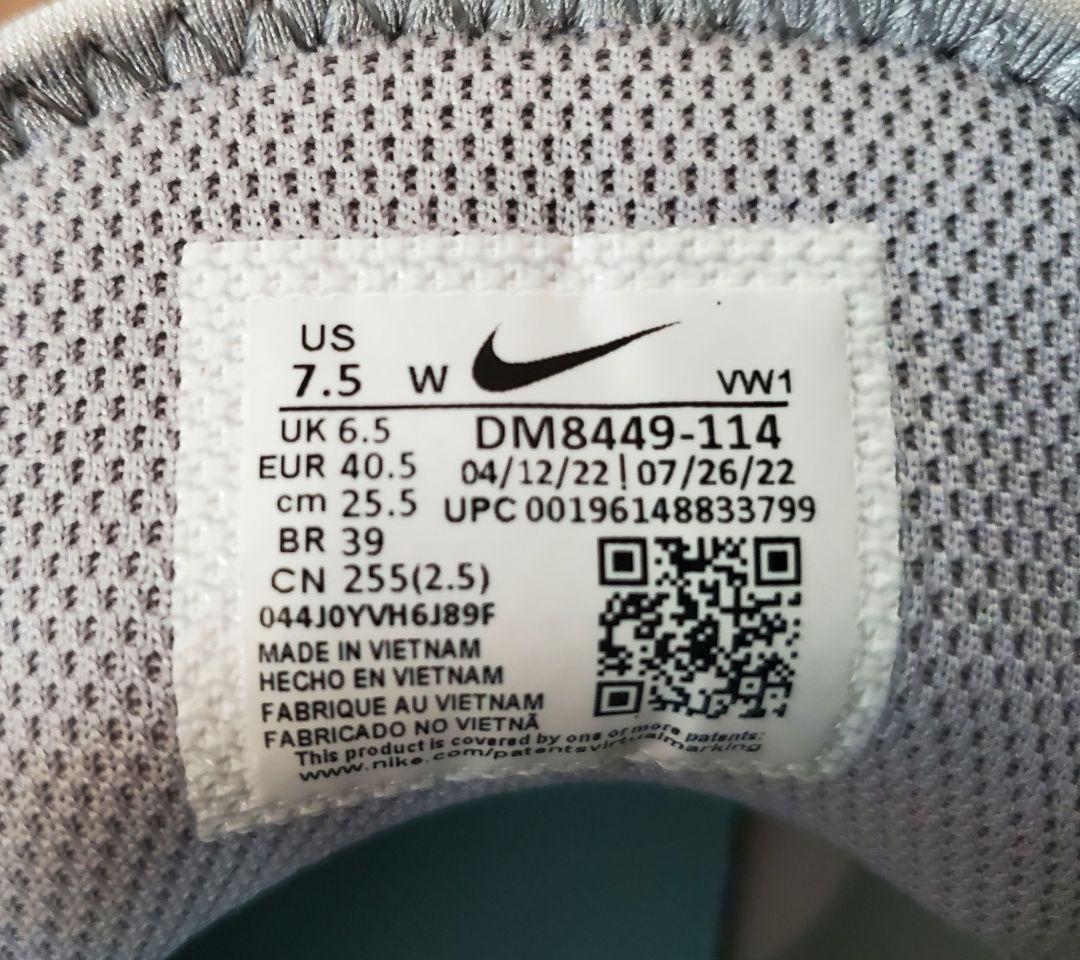 US
7.5 W VW1
UK 6.5 DM8449-114
EUR 40.5 04/12/22 | 07/26/22
cm 25.5 UPC 00196148833799
BR 39
CN 255(2.5)
044J0YVH6J89F
MADE IN VIETNAM
HECHO EN VIETNAM
FABRIQUE AU VIETNAM
FABRICADO NO VIETNÃ
This product is covered by one or more patents:
www.nike.com/patentsvirtualmarking